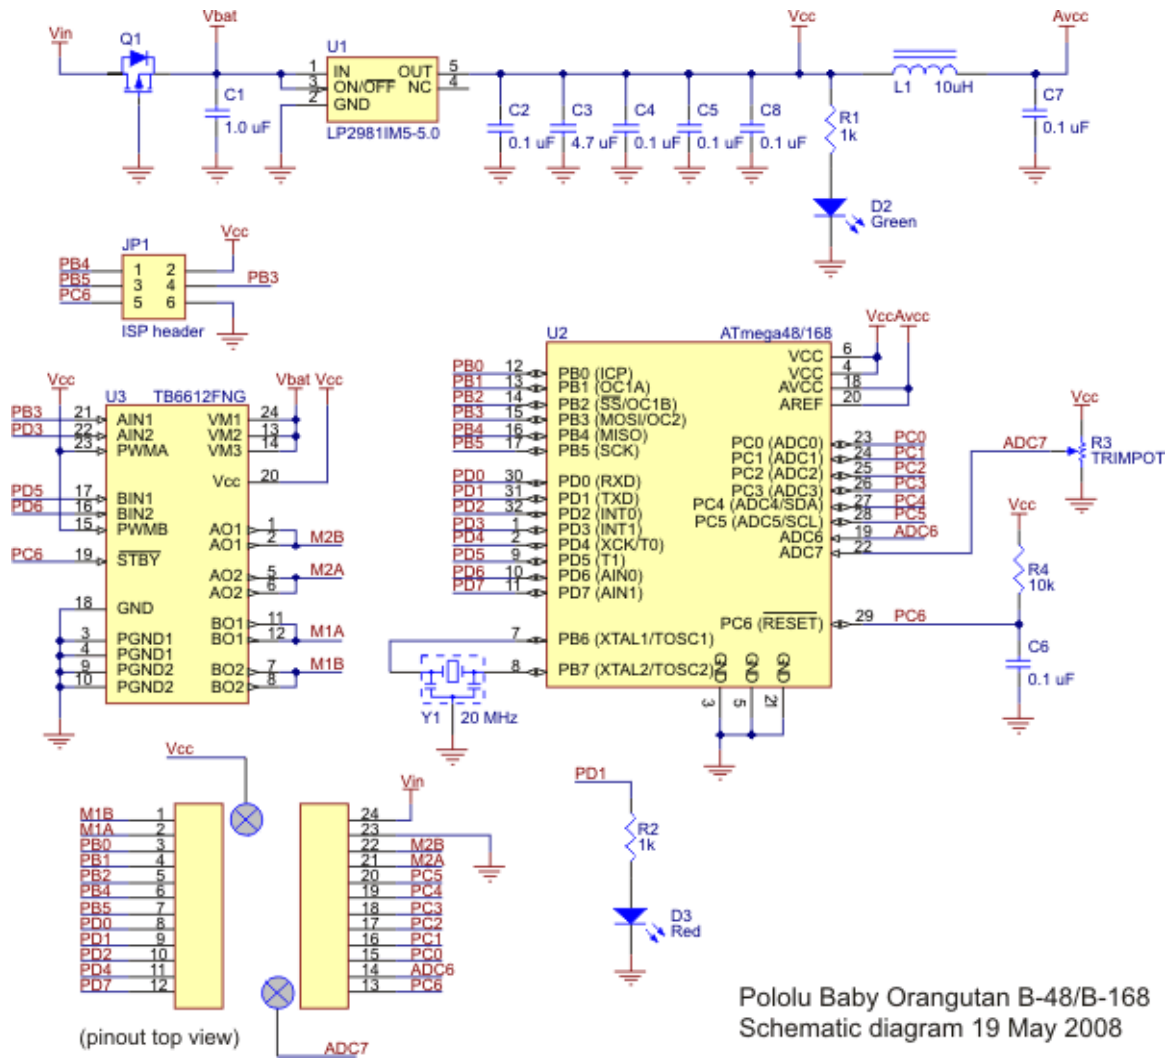 Vin
Q1
Vbat
U1
1 IN OUT 5
3 ON/OFF NC 4
2 GND
LP2981IM5-5.0
C1
1.0 uF
C2
0.1 uF
C3
4.7 uF
C4
0.1 uF
C5
0.1 uF
C8
0.1 uF
Vcc
R1
1k
D2
Green
L1 10uH
Avcc
C7
0.1 uF
JP1
Vcc
PB4 1 2
PB5 3 4 PB3
PC6 5 6
ISP header
Vcc
U3 TB6612FNG
Vbat Vcc
PB3 21 AIN1 VM1 24
PD3 22 AIN2 VM2 13
23 PWMA VM3 14
Vcc 20
PD5 17 BIN1
PD6 16 BIN2
15 PWMB
AO1 1
AO1 2 M2B
PC6 19 STBY
AO2 5 M2A
AO2 6
18 GND
BO1 11
BO1 12 M1A
3 PGND1
4 PGND1
9 PGND2 BO2 7 M1B
10 PGND2 BO2 8
U2 ATmega48/168
Vcc Avcc
VCC 6
VCC 4
AVCC 18
AREF 20
PB0 12 PB0 (ICP)
PB1 13 PB1 (OC1A)
PB2 14 PB2 (SS/OC1B)
PB3 15 PB3 (MOSI/OC2)
PB4 16 PB4 (MISO)
PB5 17 PB5 (SCK)
PD0 30 PD0 (RXD)
PD1 31 PD1 (TXD)
PD2 32 PD2 (INT0)
PD3 1 PD3 (INT1)
PD4 2 PD4 (XCK/T0)
PD5 9 PD5 (T1)
PD6 10 PD6 (AIN0)
PD7 11 PD7 (AIN1)
PC0 (ADC0) 23 PC0
PC1 (ADC1) 24 PC1
PC2 (ADC2) 25 PC2
PC3 (ADC3) 26 PC3
PC4 (ADC4/SDA) 27 PC4
PC5 (ADC5/SCL) 28 PC5
ADC6 19 ADC6
ADC7 22
PC6 (RESET) 29 PC6
7 PB6 (XTAL1/TOSC1)
8 PB7 (XTAL2/TOSC2)
GND GND GND
3 5 21
Y1 20 MHz
ADC7
Vcc
R3
TRIMPOT
Vcc
R4
10k
C6
0.1 uF
Vcc
M1B 1
M1A 2
PB0 3
PB1 4
PB2 5
PB4 6
PB5 7
PD0 8
PD1 9
PD2 10
PD4 11
PD7 12
Vin
24
23
22 M2B
21 M2A
20 PC5
19 PC4
18 PC3
17 PC2
16 PC1
15 PC0
14 ADC6
13 PC6
(pinout top view)
ADC7
PD1
R2
1k
D3
Red
Pololu Baby Orangutan B-48/B-168
Schematic diagram 19 May 2008